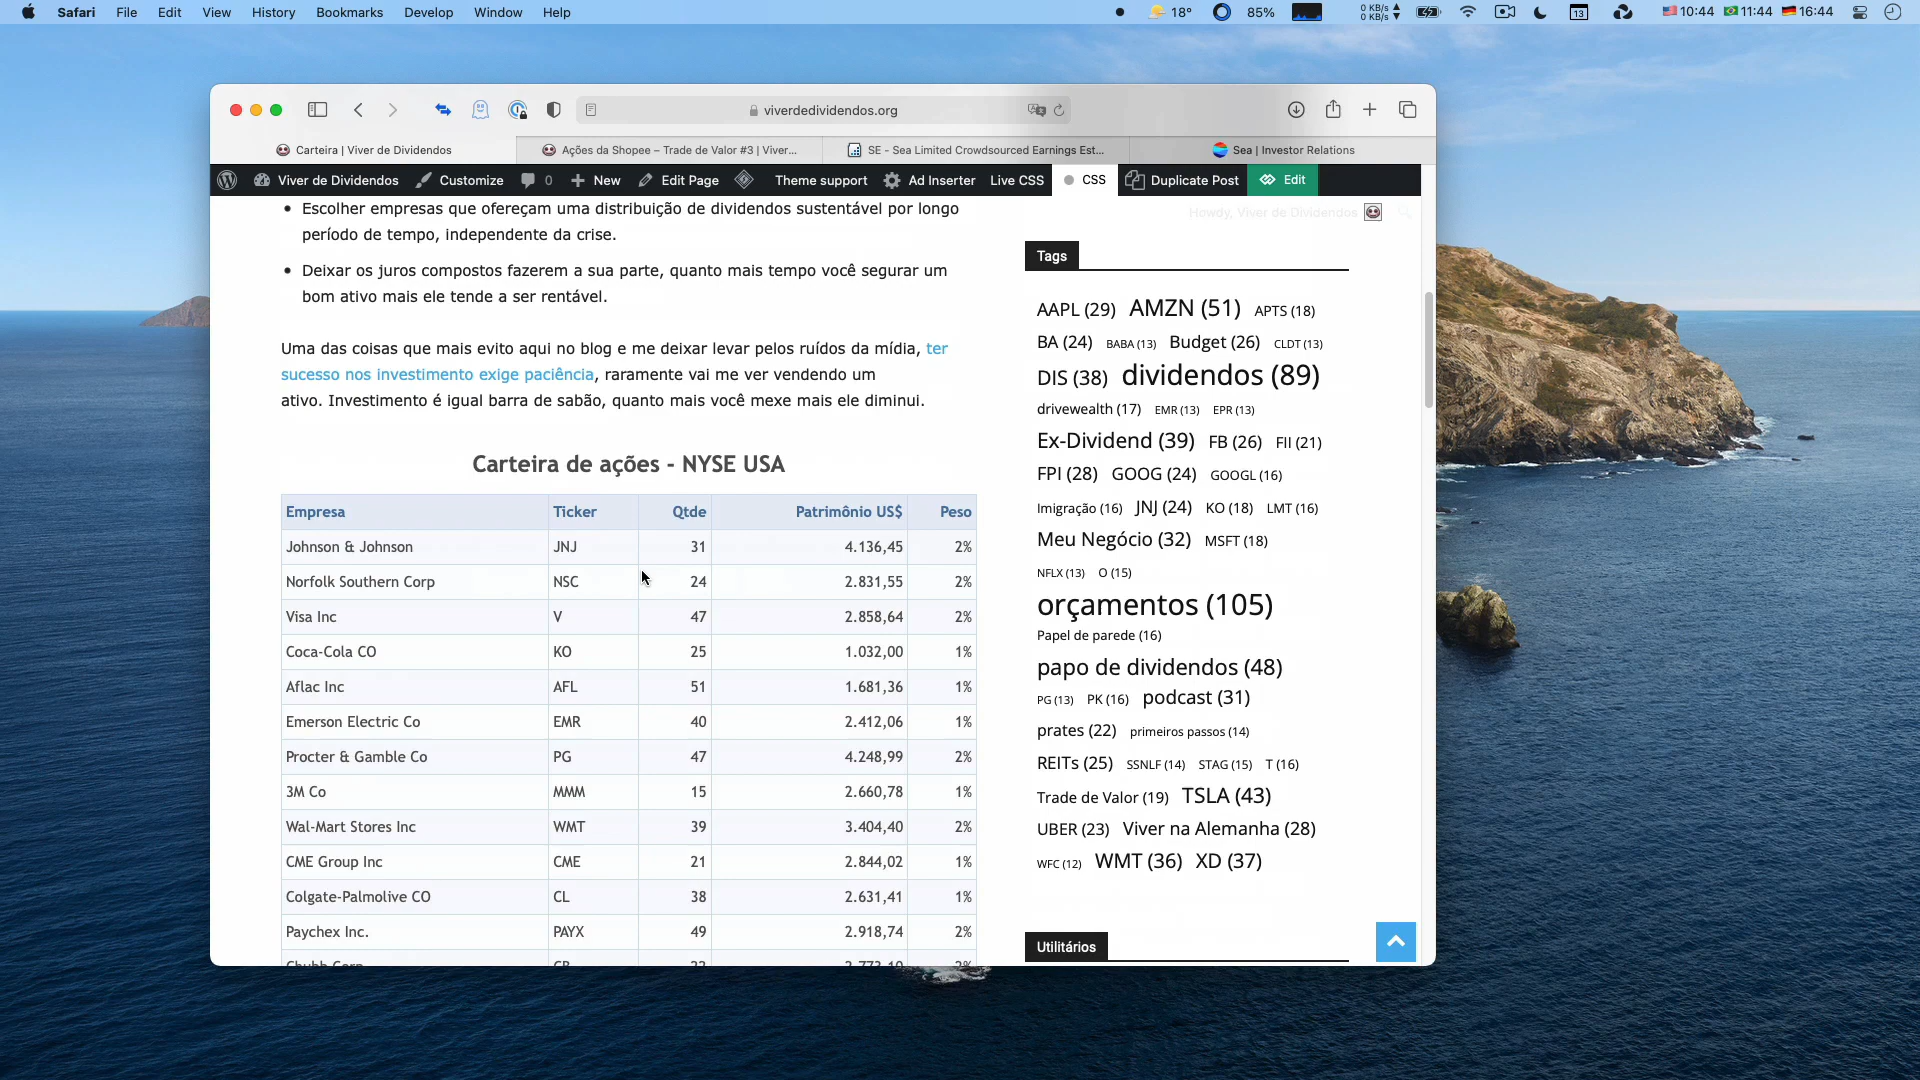 Safari File Edit View History Bookmarks Develop Window Help
18° 85% 0 KB/s 0 KB/s 13 10:44 11:44 16:44
viverdedividendos.org
Carteira | Viver de Dividendos
Ações da Shopee – Trade de Valor #3 | Viver...
SE - Sea Limited Crowdsourced Earnings Est...
Sea | Investor Relations
Viver de Dividendos Customize 0 New Edit Page Theme support Ad Inserter Live CSS CSS Duplicate Post Edit
Howdy, Viver de Dividendos
• Escolher empresas que ofereçam uma distribuição de dividendos sustentável por longo
período de tempo, independente da crise.
• Deixar os juros compostos fazerem a sua parte, quanto mais tempo você segurar um
bom ativo mais ele tende a ser rentável.
Uma das coisas que mais evito aqui no blog e me deixar levar pelos ruídos da mídia, ter
sucesso nos investimento exige paciência, raramente vai me ver vendendo um
ativo. Investimento é igual barra de sabão, quanto mais você mexe mais ele diminui.
Carteira de ações - NYSE USA
Empresa Ticker Qtde Patrimônio US$ Peso
Johnson & Johnson JNJ 31 4.136,45 2%
Norfolk Southern Corp NSC 24 2.831,55 2%
Visa Inc V 47 2.858,64 2%
Coca-Cola CO KO 25 1.032,00 1%
Aflac Inc AFL 51 1.681,36 1%
Emerson Electric Co EMR 40 2.412,06 1%
Procter & Gamble Co PG 47 4.248,99 2%
3M Co MMM 15 2.660,78 1%
Wal-Mart Stores Inc WMT 39 3.404,40 2%
CME Group Inc CME 21 2.844,02 1%
Colgate-Palmolive CO CL 38 2.631,41 1%
Paychex Inc. PAYX 49 2.918,74 2%
Tags
AAPL (29) AMZN (51) APTS (18)
BA (24) BABA (13) Budget (26) CLDT (13)
DIS (38) dividendos (89)
drivewealth (17) EMR (13) EPR (13)
Ex-Dividend (39) FB (26) FII (21)
FPI (28) GOOG (24) GOOGL (16)
Imigração (16) JNJ (24) KO (18) LMT (16)
Meu Negócio (32) MSFT (18)
NFLX (13) O (15)
orçamentos (105)
Papel de parede (16)
papo de dividendos (48)
PG (13) PK (16) podcast (31)
prates (22) primeiros passos (14)
REITs (25) SSNLF (14) STAG (15) T (16)
Trade de Valor (19) TSLA (43)
UBER (23) Viver na Alemanha (28)
WFC (12) WMT (36) XD (37)
Utilitários